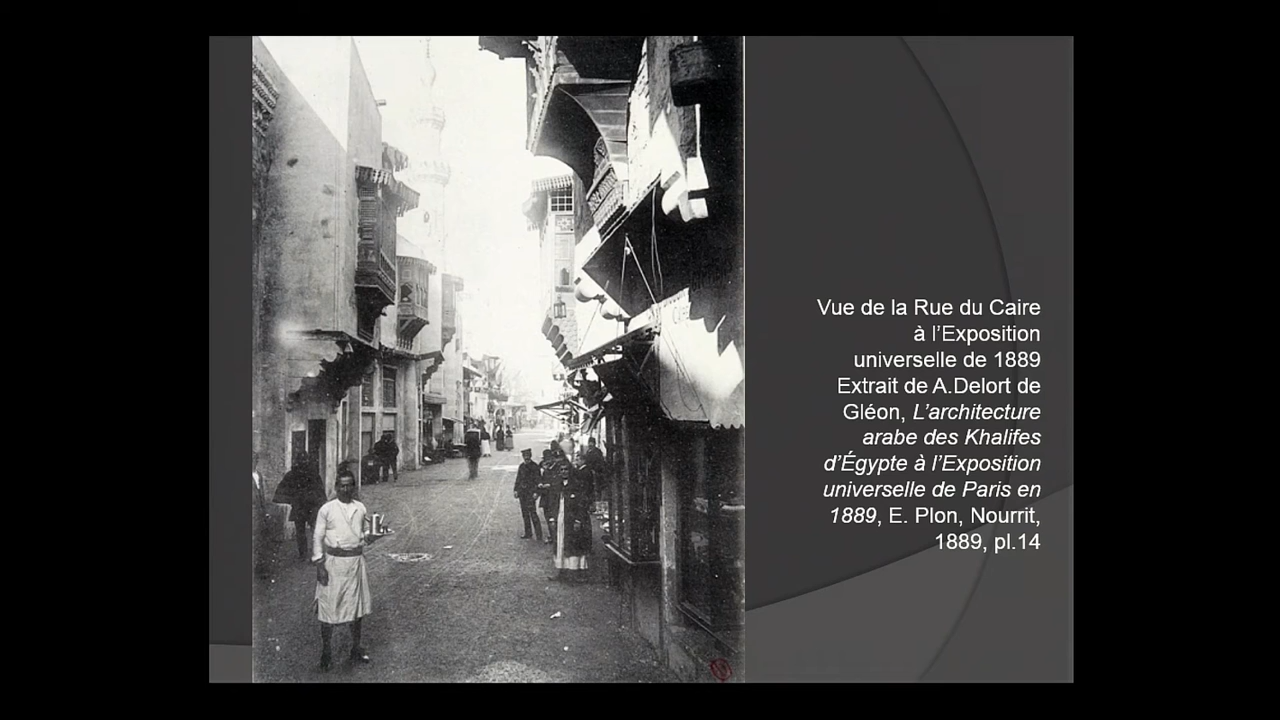 Vue de la Rue du Caire
à l’Exposition
universelle de 1889
Extrait de A.Delort de
Gléon, L’architecture
arabe des Khalifes
d’Égypte à l’Exposition
universelle de Paris en
1889, E. Plon, Nourrit,
1889, pl.14